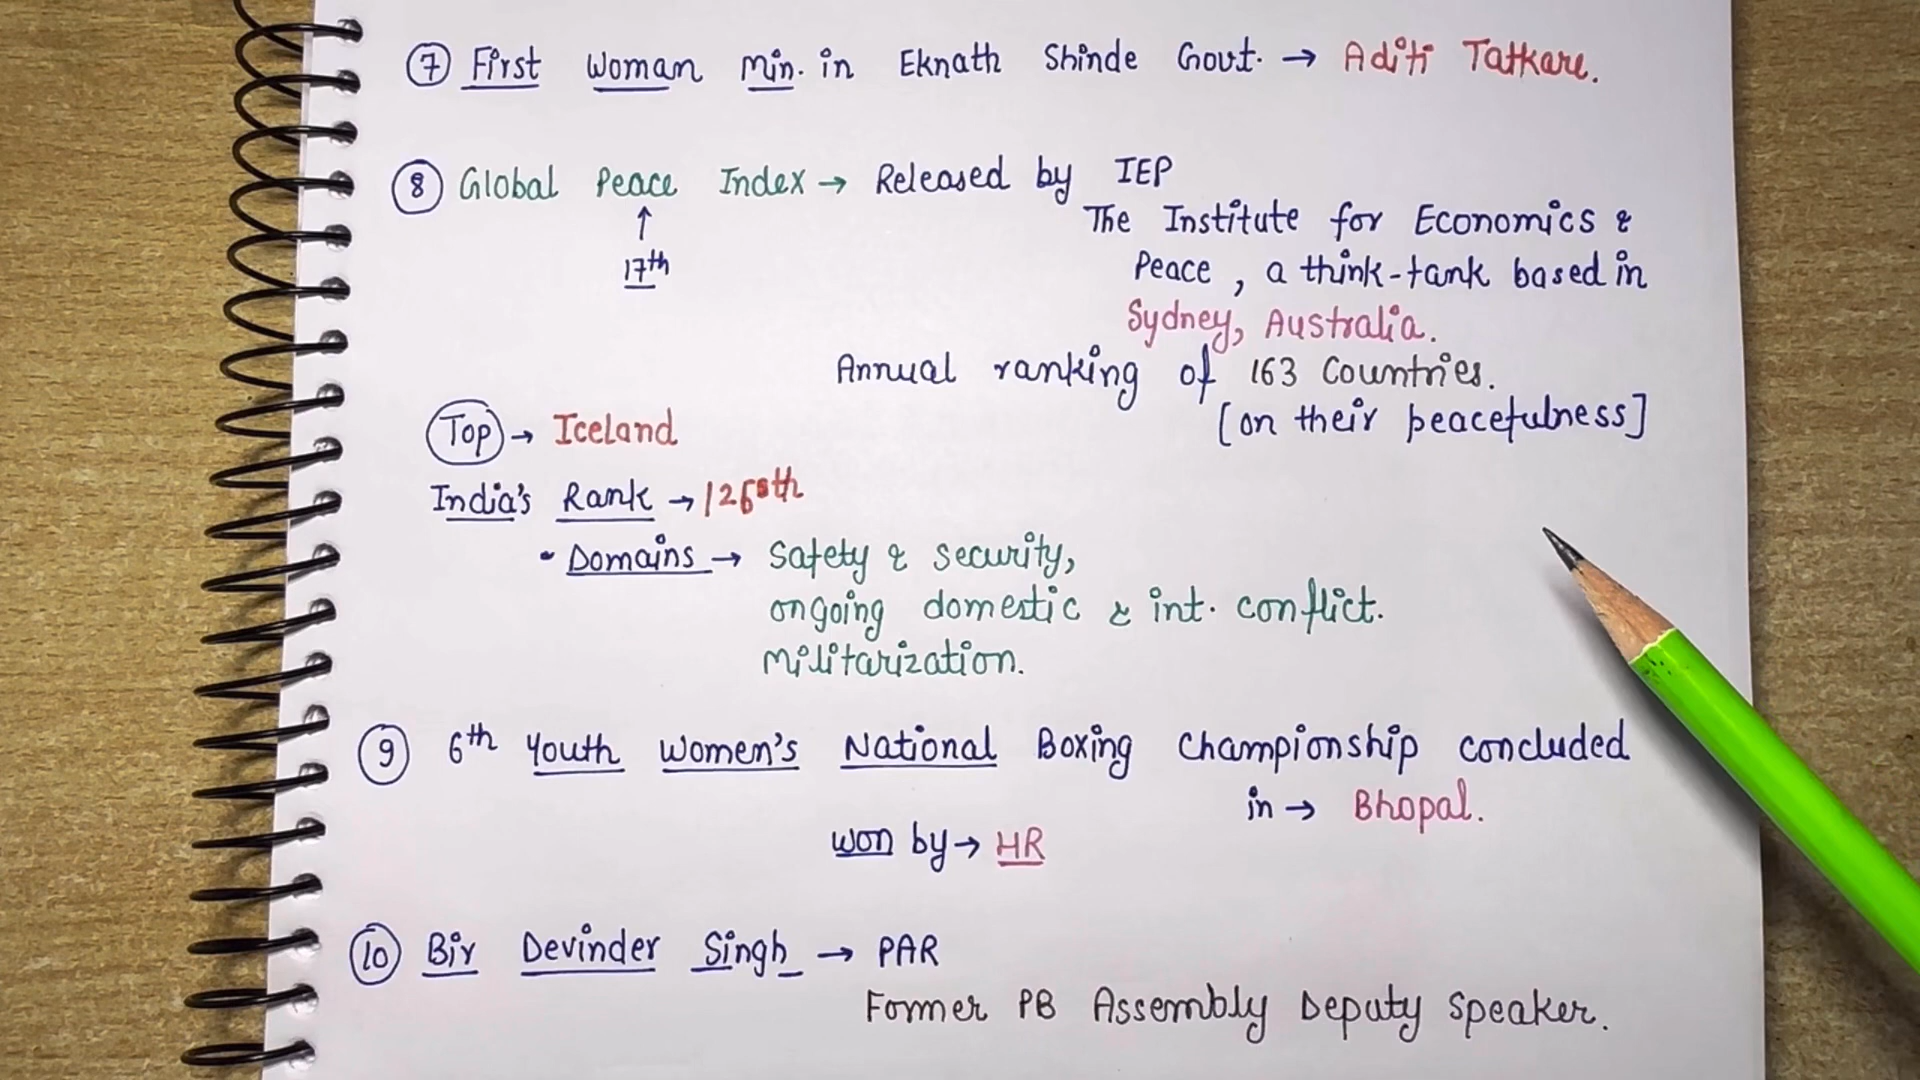 7 First Woman Min. in Eknath Shinde Govt. → Aditi Tatkare.
8 Global Peace Index → Released by IEP
The Institute for Economics &
↑
17th
Peace, a think-tank based in
Sydney, Australia.
Annual ranking of 163 Countries.
[on their peacefulness]
Top → Iceland
India's Rank → 126th
• Domains → Safety & security,
ongoing domestic & int. conflict.
Militarization.
9 6th Youth Women's National Boxing Championship concluded
in → Bhopal.
won by → HR
10 Bir Devinder Singh → PAR
Former PB Assembly Deputy Speaker.